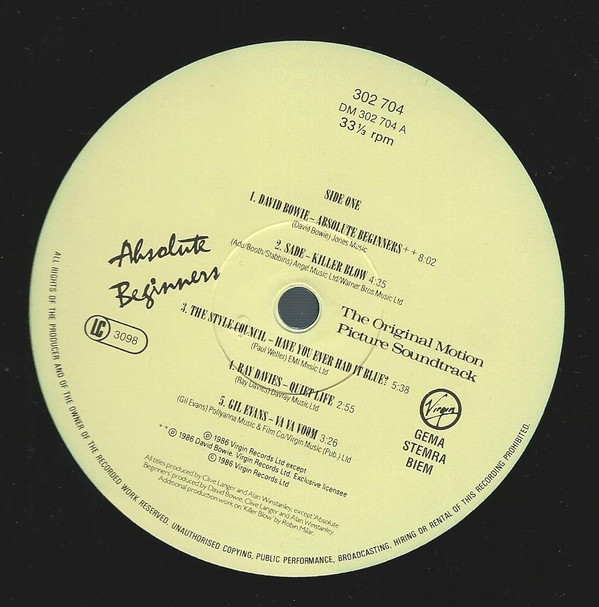 302 704
DM 302 704 A
33⅓ rpm
SIDE ONE
1. DAVID BOWIE – ABSOLUTE BEGINNERS ++ 8:02
(David Bowie) Jones Music
2. SADE – KILLER BLOW 4:35
(Adu/Booth/Stabbins) Angel Music Ltd/Warner Bros Music Ltd
Absolute
Beginners
LC 3098
The Original Motion
Picture Soundtrack
3. THE STYLE COUNCIL – HAVE YOU EVER HAD IT BLUE? 5:38
(Paul Weller) EMI Music Ltd
4. RAY DAVIES – QUIET LIFE 2:55
(Ray Davies) Davray Music Ltd
5. GIL EVANS – VA VA VOOM 3:26
(Gil Evans) Pollyanna Music & Film Co/Virgin Music (Pub.) Ltd
Virgin
GEMA
STEMRA
BIEM
℗ 1986 Virgin Records Ltd except
++ ℗ 1986 David Bowie. Virgin Records Ltd. Exclusive licensee
© 1986 Virgin Records Ltd
All titles produced by Clive Langer and Alan Winstanley, except 'Absolute
Beginners' produced by David Bowie, Clive Langer and Alan Winstanley.
Additional production work on 'Killer Blow' by Robin Millar.
ALL RIGHTS OF THE PRODUCER AND OF THE OWNER OF THE RECORDED WORK RESERVED. UNAUTHORISED COPYING, PUBLIC PERFORMANCE, BROADCASTING, HIRING OR RENTAL OF THIS RECORDING PROHIBITED.